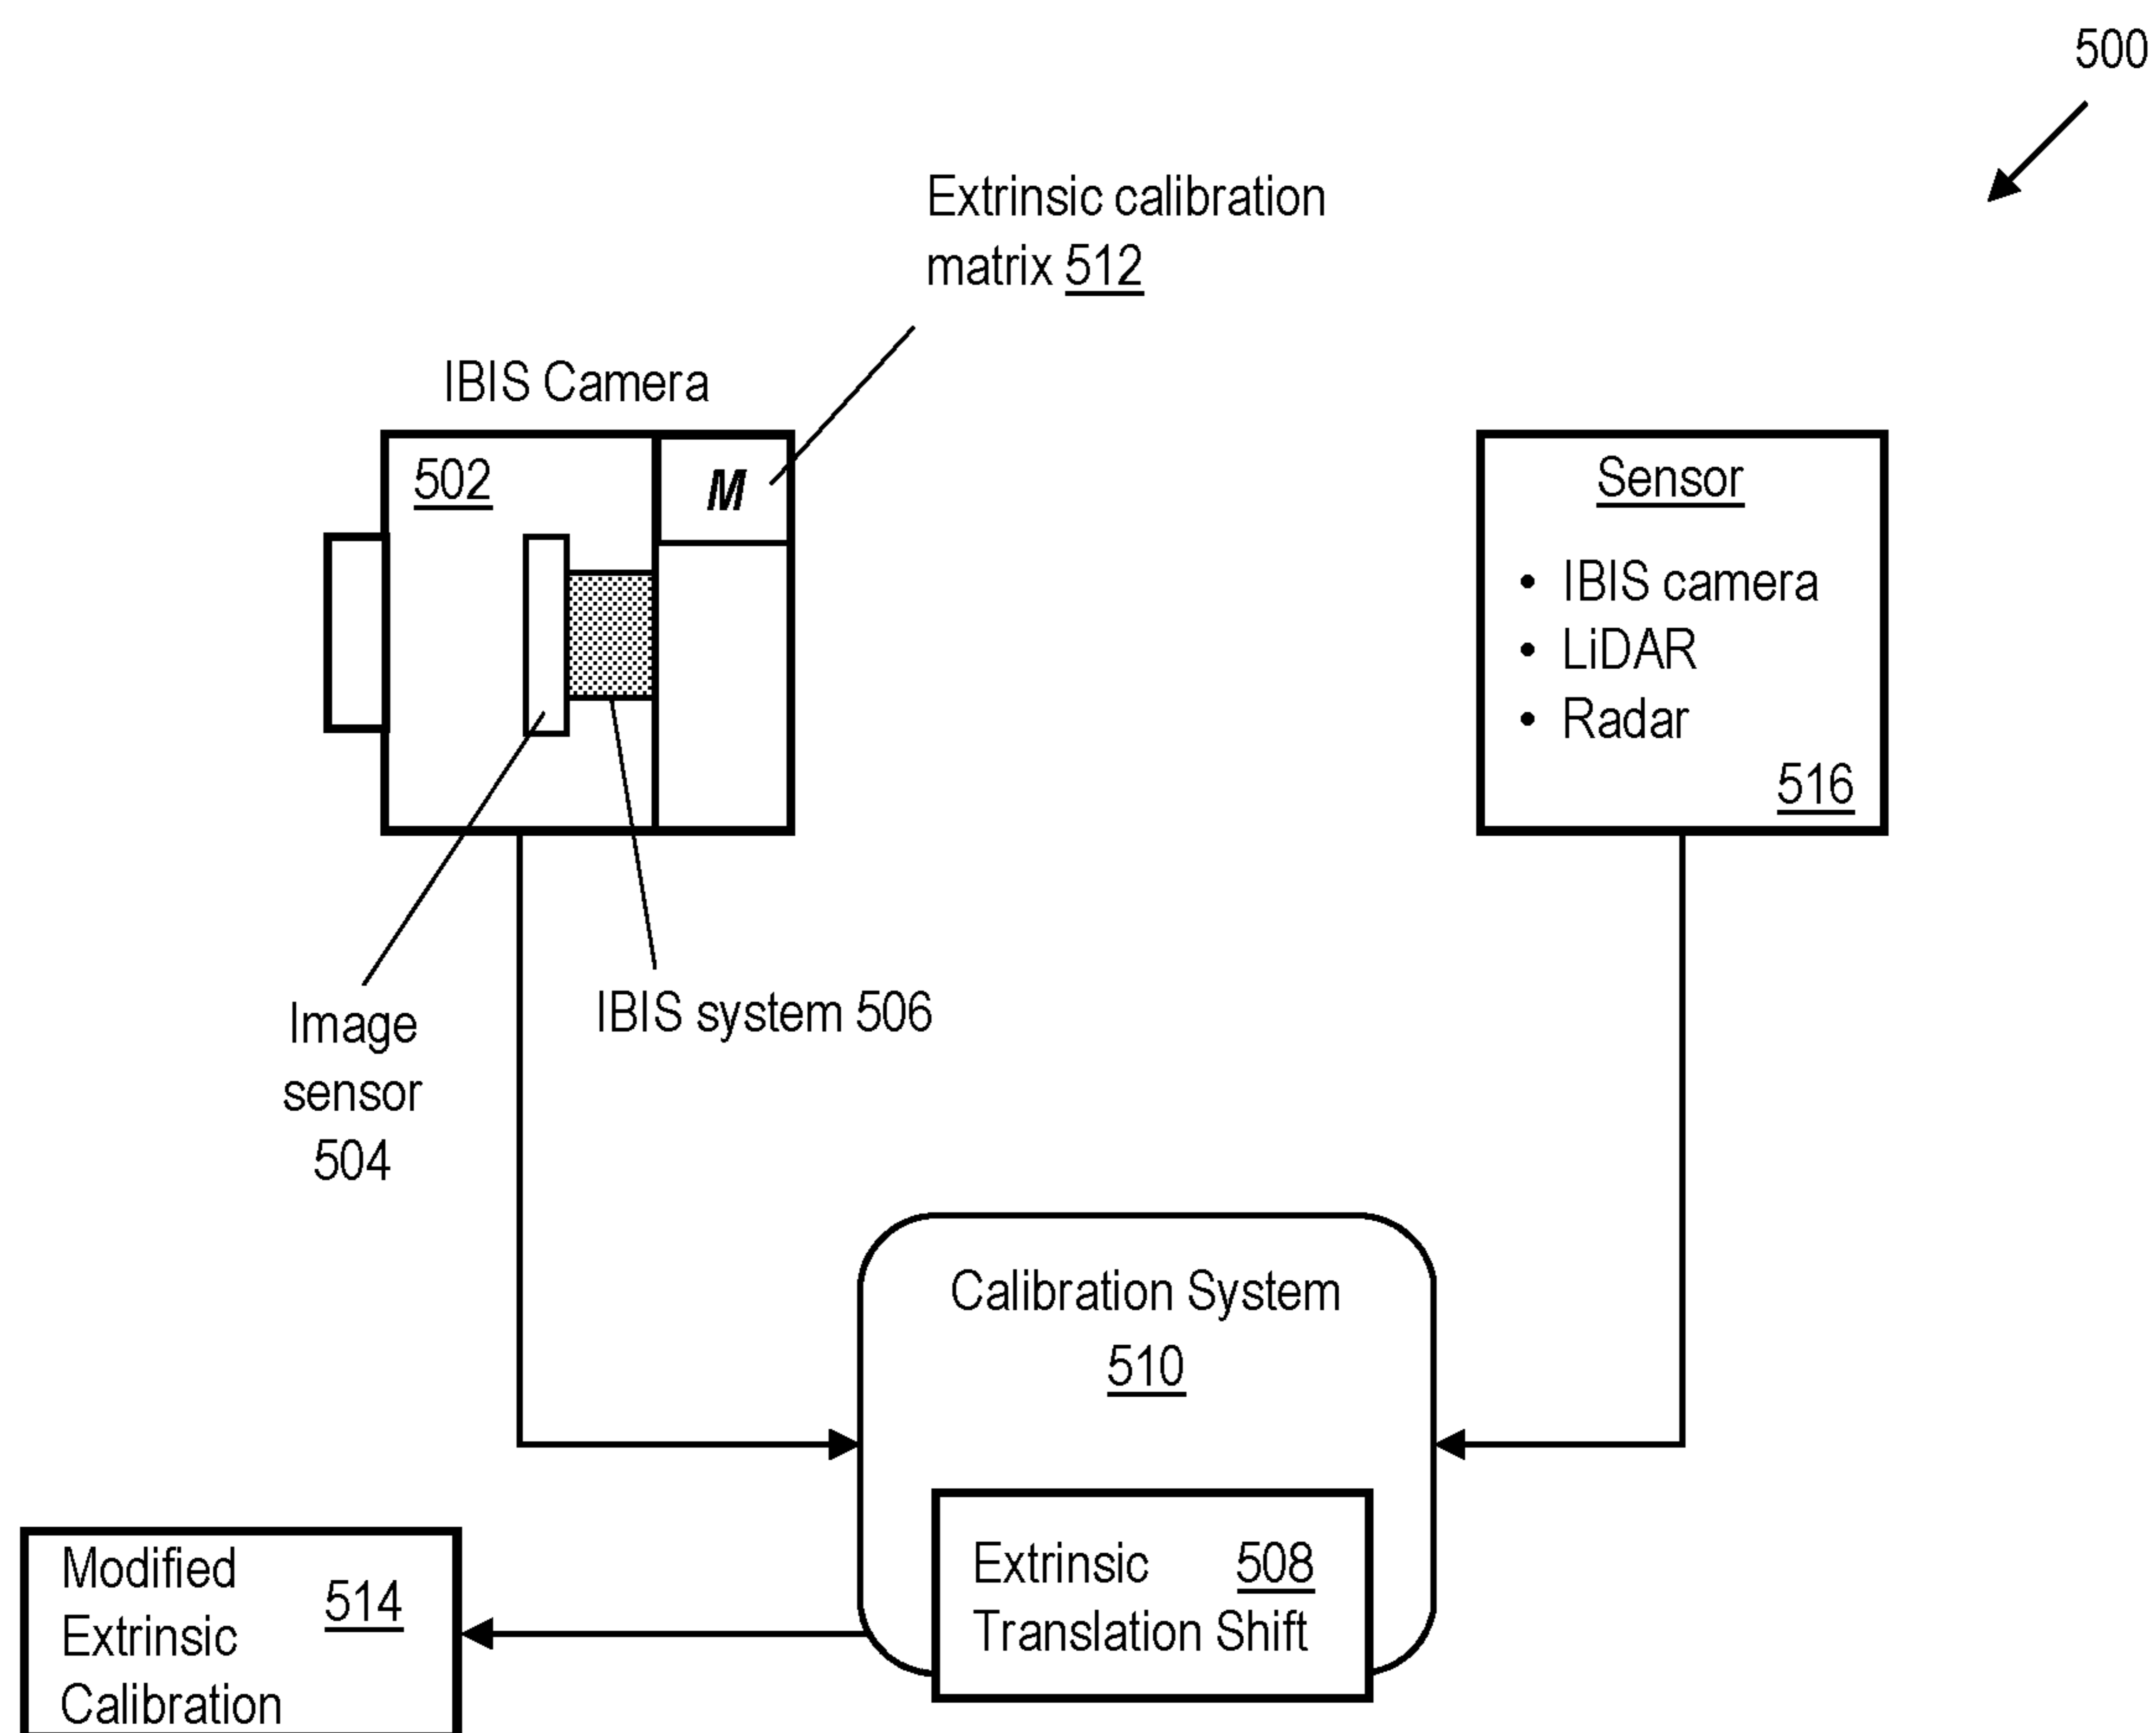 500
Extrinsic calibration
matrix 512
IBIS Camera
502
M
Sensor
• IBIS camera
• LiDAR
• Radar
516
Image
sensor
504
IBIS system 506
Calibration System
510
Extrinsic 508
Translation Shift
Modified
514
Extrinsic
Calibration